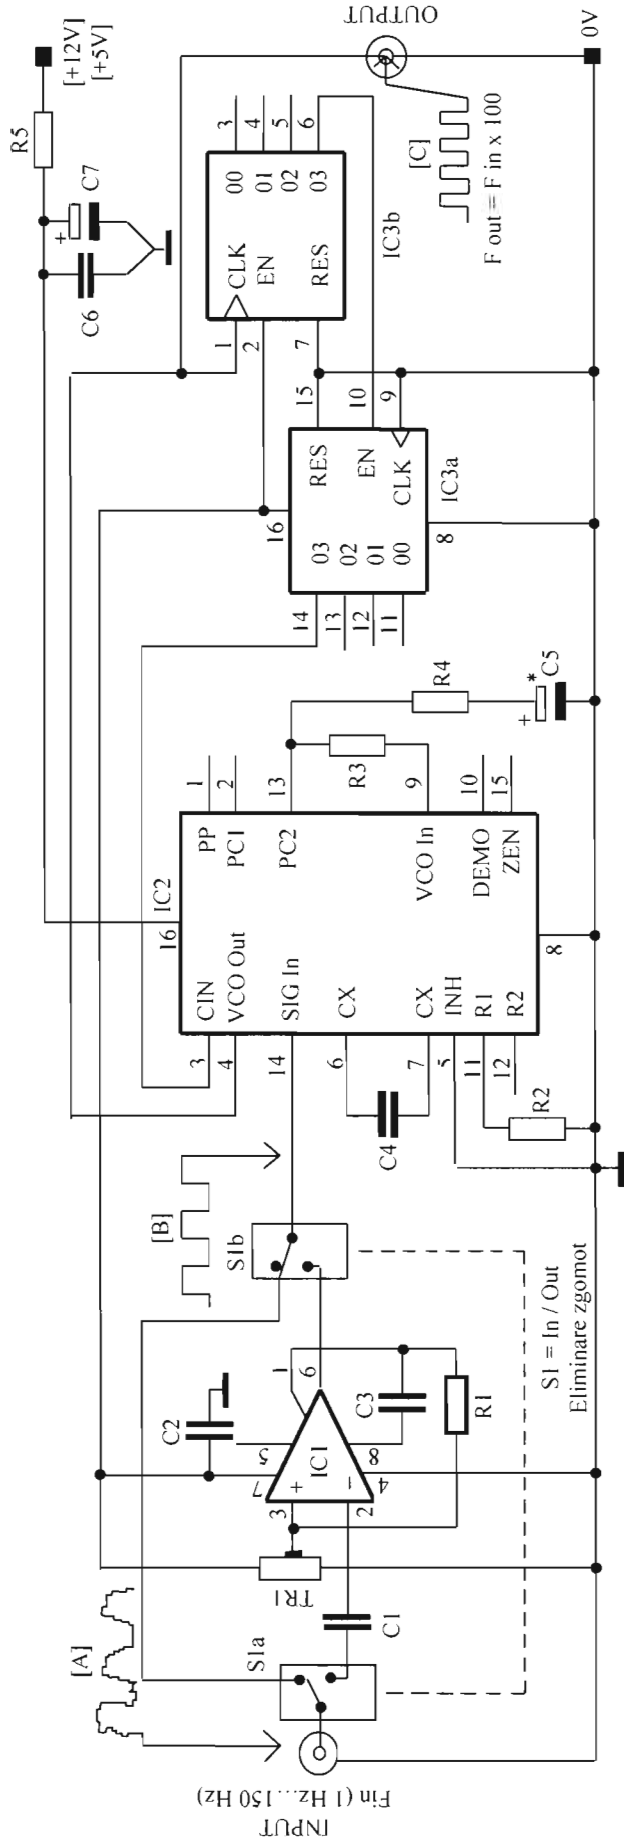 INPUT
Fin (1 Hz...150 Hz)
[A]
S1a
C1
TR1
3
2
+
7
5
IC1
1
4
8
1
6
C2
C3
R1
S1b
[B]
S1 = In / Out
Eliminare zgomot
3
4
14
6
7
5
11
12
C4
R2
16
IC2
CIN
VCO Out
SIG In
CX
CX
INH
R1
R2
PP
PC1
PC2
VCO In
DEMO
ZEN
1
2
13
9
10
15
8
R3
R4
+
*
C5
14
13
12
11
16
03
02
01
00
RES
EN
CLK
8
IC3a
15
10
9
1
2
7
CLK
EN
RES
00
01
02
03
3
4
5
6
IC3b
C6
+
C7
R5
[+12V]
[+5V]
[C]
F out = F in x 100
OUTPUT
0V